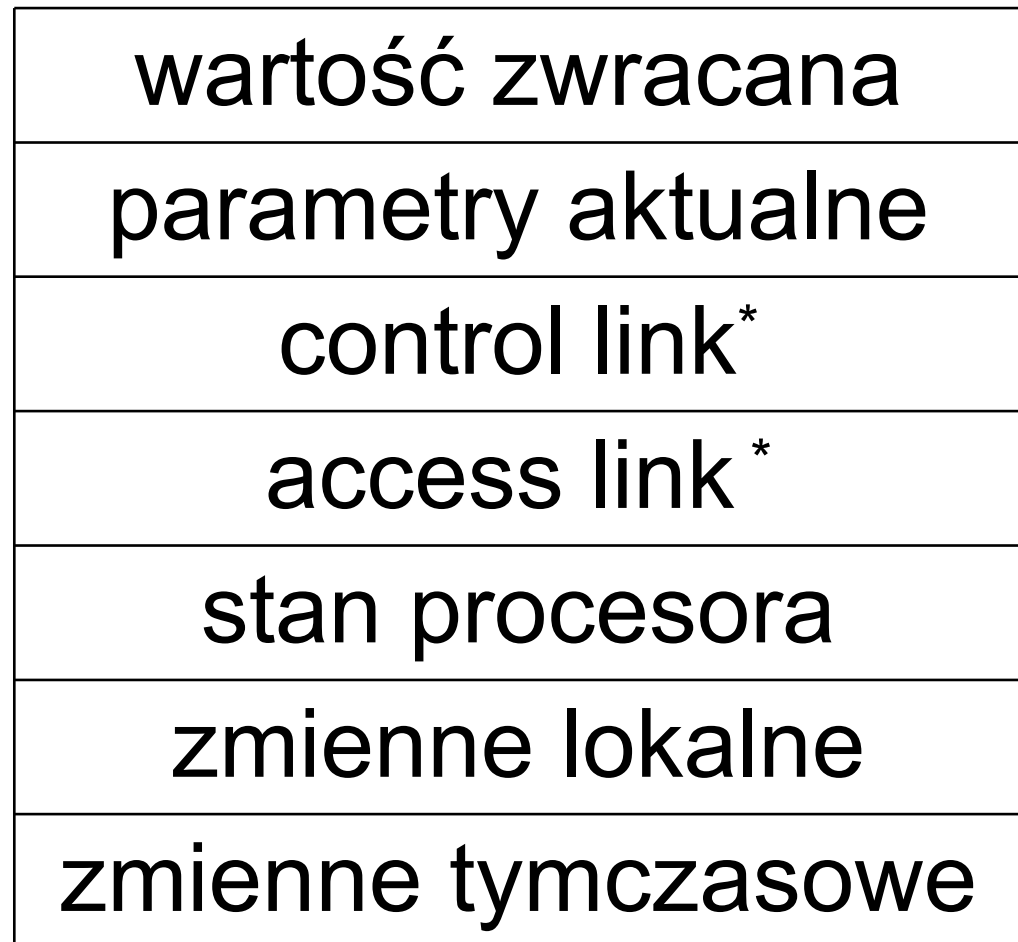 wartość zwracana
parametry aktualne
control link*
access link *
stan procesora
zmienne lokalne
zmienne tymczasowe